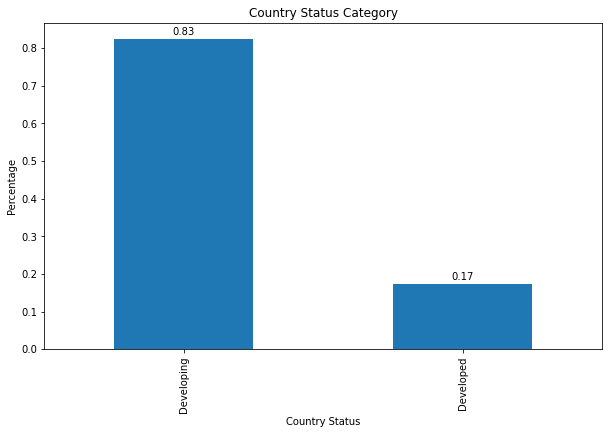 Country Status Category
0.83
0.17
0.8
0.7
0.6
0.5
0.4
0.3
0.2
0.1
0.0
Percentage
Developing
Developed
Country Status